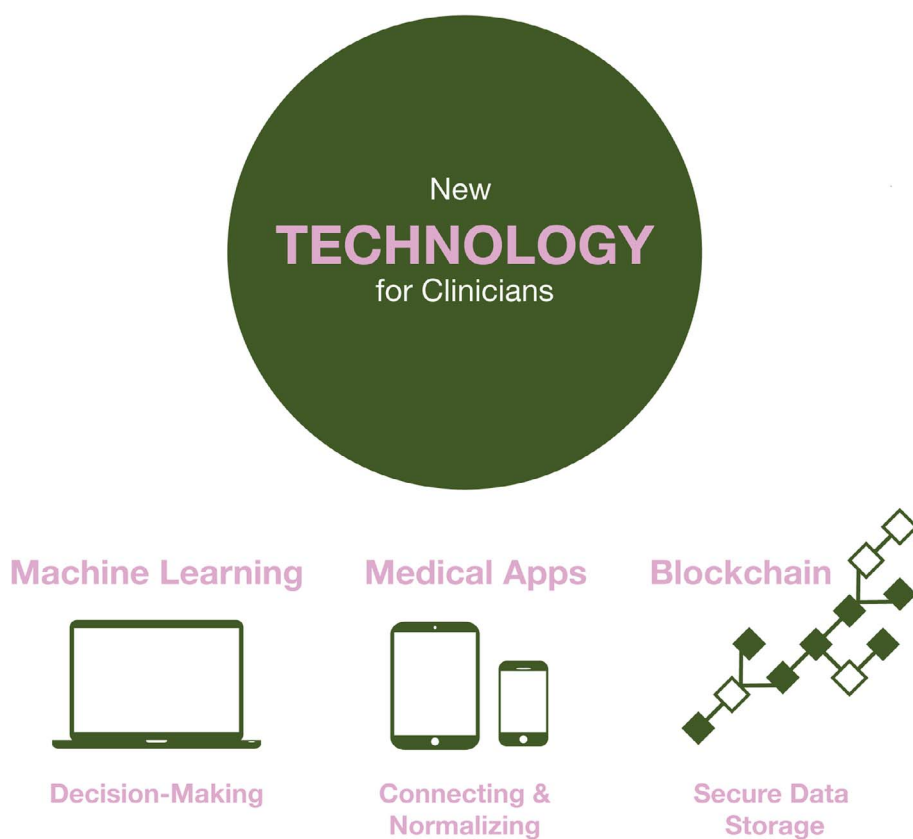 New
TECHNOLOGY
for Clinicians
Machine Learning
Medical Apps
Blockchain
Decision-Making
Connecting &
Normalizing
Secure Data
Storage